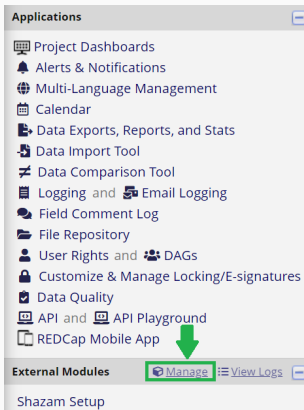 Applications
Project Dashboards
Alerts & Notifications
Multi-Language Management
Calendar
Data Exports, Reports, and Stats
Data Import Tool
Data Comparison Tool
Logging and Email Logging
Field Comment Log
File Repository
User Rights and DAGs
Customize & Manage Locking/E-signatures
Data Quality
API and API Playground
REDCap Mobile App
External Modules Manage View Logs
Shazam Setup